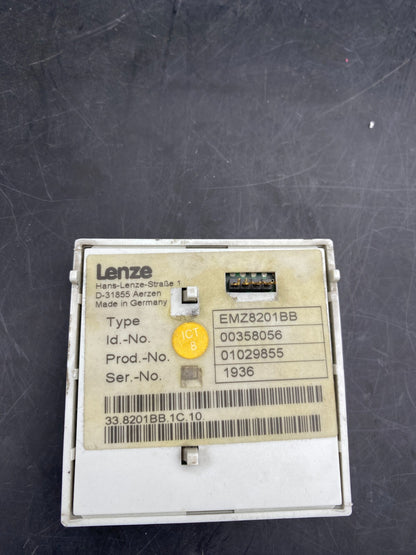 Lenze
Hans-Lenze-Straße 1
D-31855 Aerzen
Made in Germany
Type EMZ8201BB
Id.-No. 00358056
Prod.-No. 01029855
Ser.-No. 1936
ICT
B
33.8201BB.1C.10.